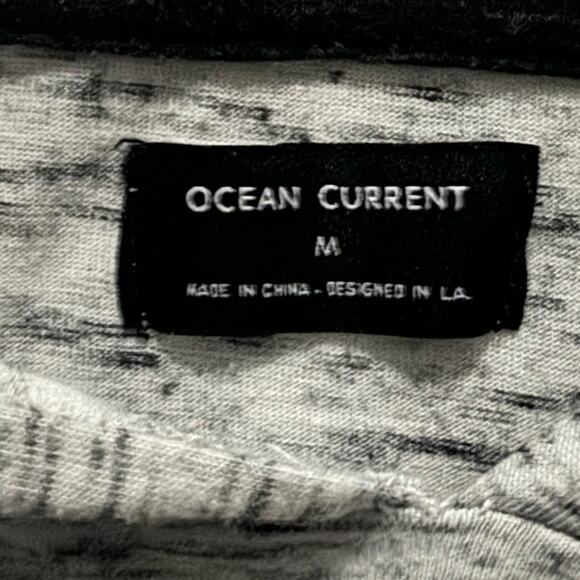 OCEAN CURRENT
M
MADE IN CHINA - DESIGNED IN LA.